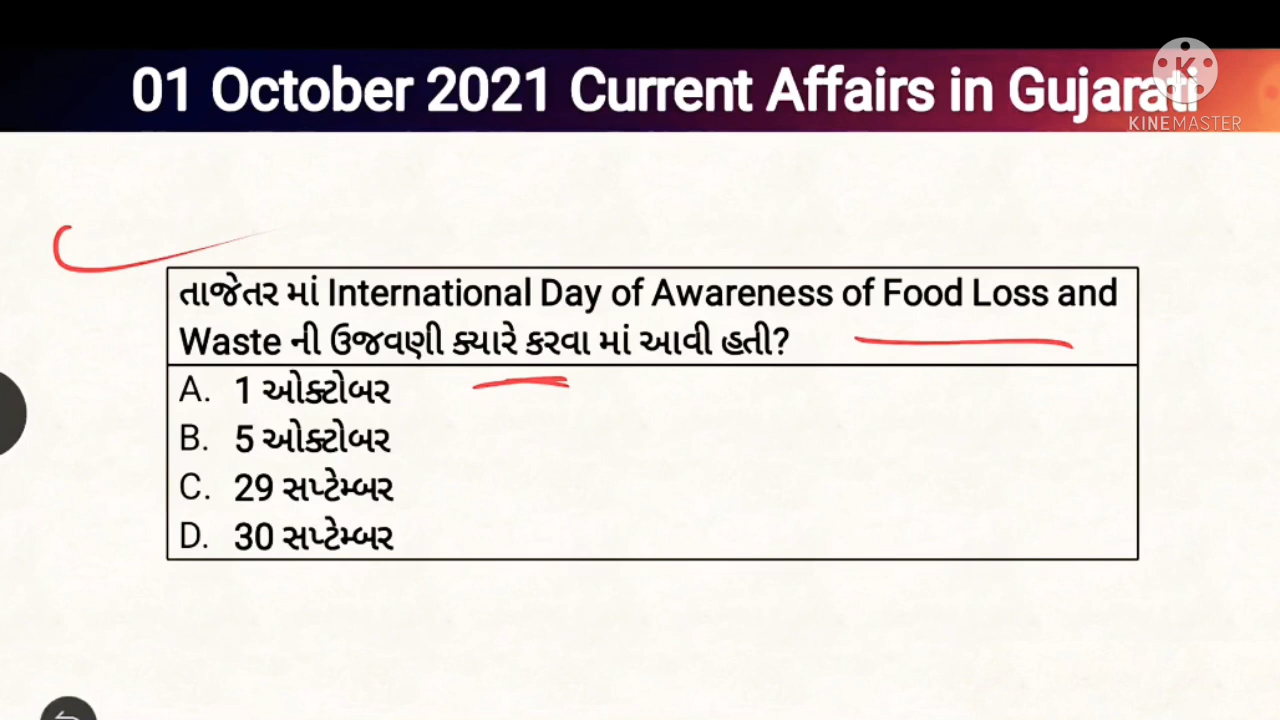 01 October 2021 Current Affairs in Gujarati
KINEMASTER
તાજેતર માં International Day of Awareness of Food Loss and
Waste ની ઉજવણી ક્યારે કરવા માં આવી હતી?
A. 1 ઓક્ટોબર
B. 5 ઓક્ટોબર
C. 29 સપ્ટેમ્બર
D. 30 સપ્ટેમ્બર